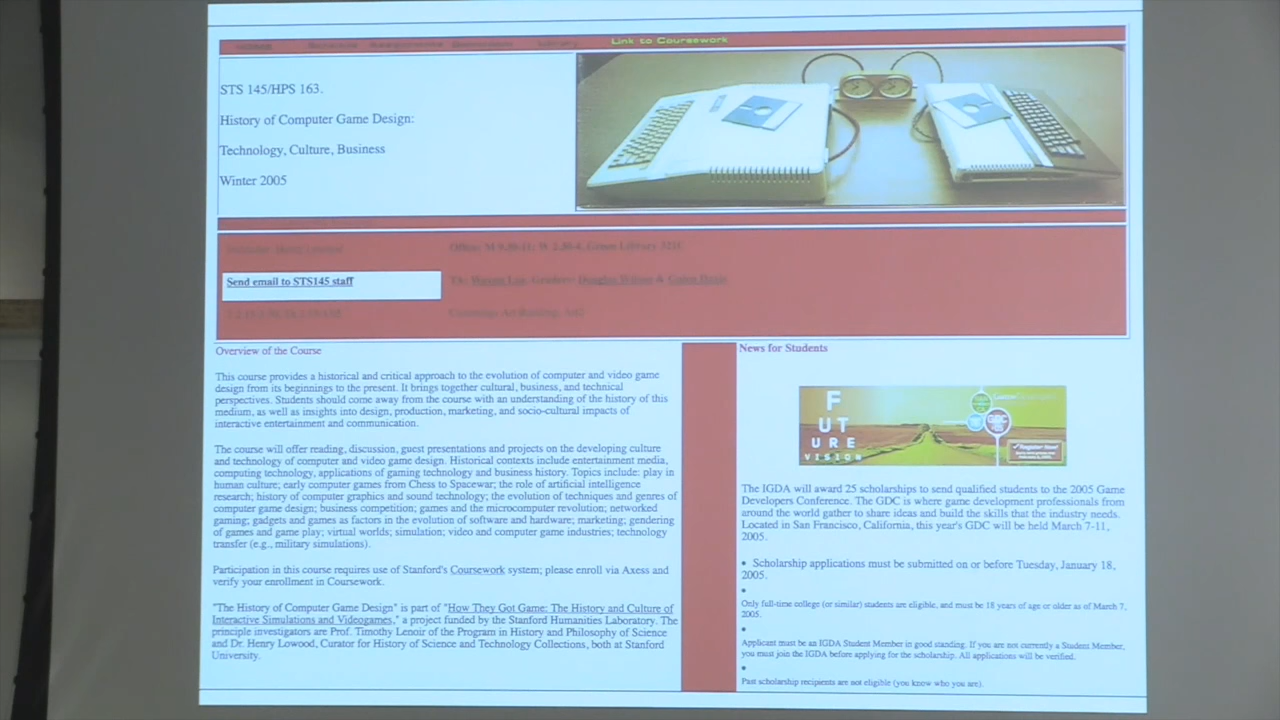 Link to Coursework
STS 145/HPS 163.
History of Computer Game Design:
Technology, Culture, Business
Winter 2005
Send email to STS145 staff
Overview of the Course
This course provides a historical and critical approach to the evolution of computer and video game
design from its beginnings to the present. It brings together cultural, business, and technical
perspectives. Students should come away from the course with an understanding of the history of this
medium, as well as insights into design, production, marketing, and socio-cultural impacts of
interactive entertainment and communication.
The course will offer reading, discussion, guest presentations and projects on the developing culture
and technology of computer and video game design. Historical contexts include entertainment media,
computing technology, applications of gaming technology and business history. Topics include: play in
human culture; early computer games from Chess to Spacewar; the role of artificial intelligence
research; history of computer graphics and sound technology; the evolution of techniques and genres of
computer game design; business competition; games and the microcomputer revolution; networked
gaming; gadgets and games as factors in the evolution of software and hardware; marketing; gendering
of games and game play; virtual worlds; simulation; video and computer game industries; technology
transfer (e.g., military simulations).
Participation in this course requires use of Stanford's Coursework system; please enroll via Axess and
verify your enrollment in Coursework.
"The History of Computer Game Design" is part of "How They Got Game: The History and Culture of
Interactive Simulations and Videogames," a project funded by the Stanford Humanities Laboratory. The
principle investigators are Prof. Timothy Lenoir of the Program in History and Philosophy of Science
and Dr. Henry Lowood, Curator for History of Science and Technology Collections, both at Stanford
University.
News for Students
F
UT
URE
VISION
GDC
The IGDA will award 25 scholarships to send qualified students to the 2005 Game
Developers Conference. The GDC is where game development professionals from
around the world gather to share ideas and build the skills that the industry needs.
Located in San Francisco, California, this year's GDC will be held March 7-11,
2005.
• Scholarship applications must be submitted on or before Tuesday, January 18,
2005.
•
Only full-time college (or similar) students are eligible, and must be 18 years of age or older as of March 7,
2005.
•
Applicant must be an IGDA Student Member in good standing. If you are not currently a Student Member,
you must join the IGDA before applying for the scholarship. All applications will be verified.
•
Past scholarship recipients are not eligible (you know who you are).